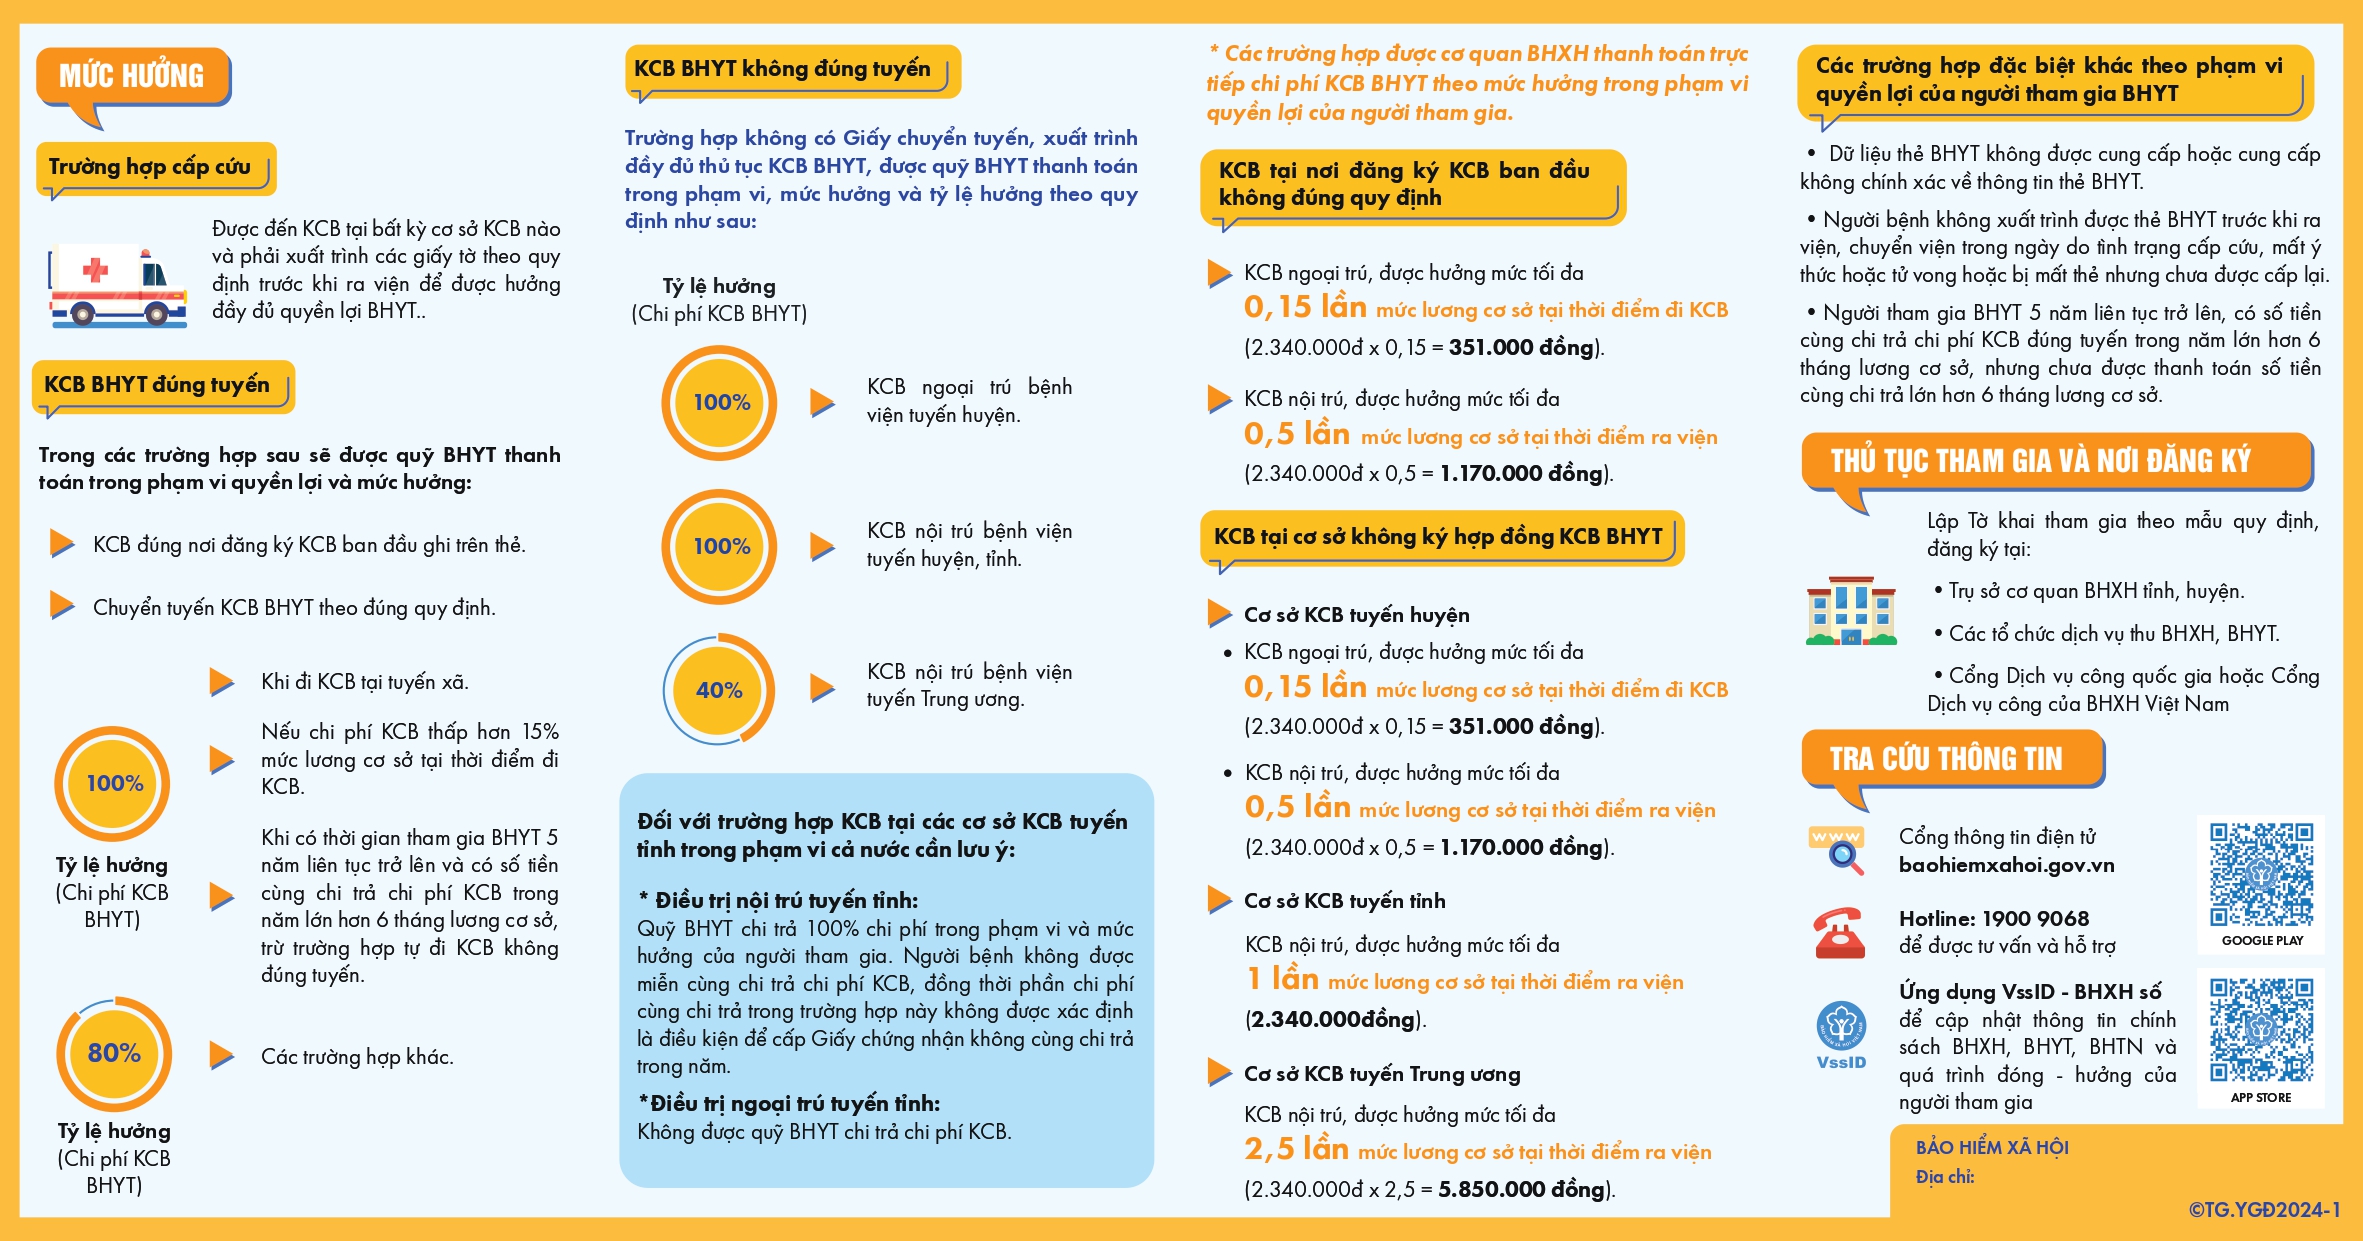 MỨC HƯỞNG
Trường hợp cấp cứu
Được đến KCB tại bất kỳ cơ sở KCB nào
và phải xuất trình các giấy tờ theo quy
định trước khi ra viện để được hưởng
đầy đủ quyền lợi BHYT..
KCB BHYT đúng tuyến
Trong các trường hợp sau sẽ được quỹ BHYT thanh
toán trong phạm vi quyền lợi và mức hưởng:
KCB đúng nơi đăng ký KCB ban đầu ghi trên thẻ.
Chuyển tuyến KCB BHYT theo đúng quy định.
100%
Tỷ lệ hưởng
(Chi phí KCB
BHYT)
Khi đi KCB tại tuyến xã.
Nếu chi phí KCB thấp hơn 15%
mức lương cơ sở tại thời điểm đi
KCB.
Khi có thời gian tham gia BHYT 5
năm liên tục trở lên và có số tiền
cùng chi trả chi phí KCB trong
năm lớn hơn 6 tháng lương cơ sở,
trừ trường hợp tự đi KCB không
đúng tuyến.
80%
Tỷ lệ hưởng
(Chi phí KCB
BHYT)
Các trường hợp khác.
KCB BHYT không đúng tuyến
Trường hợp không có Giấy chuyển tuyến, xuất trình
đầy đủ thủ tục KCB BHYT, được quỹ BHYT thanh toán
trong phạm vi, mức hưởng và tỷ lệ hưởng theo quy
định như sau:
Tỷ lệ hưởng
(Chi phí KCB BHYT)
100%
KCB ngoại trú bệnh
viện tuyến huyện.
100%
KCB nội trú bệnh viện
tuyến huyện, tỉnh.
40%
KCB nội trú bệnh viện
tuyến Trung ương.
Đối với trường hợp KCB tại các cơ sở KCB tuyến
tỉnh trong phạm vi cả nước cần lưu ý:
* Điều trị nội trú tuyến tỉnh:
Quỹ BHYT chi trả 100% chi phí trong phạm vi và mức
hưởng của người tham gia. Người bệnh không được
miễn cùng chi trả chi phí KCB, đồng thời phần chi phí
cùng chi trả trong trường hợp này không được xác định
là điều kiện để cấp Giấy chứng nhận không cùng chi trả
trong năm.
*Điều trị ngoại trú tuyến tỉnh:
Không được quỹ BHYT chi trả chi phí KCB.
* Các trường hợp được cơ quan BHXH thanh toán trực
tiếp chi phí KCB BHYT theo mức hưởng trong phạm vi
quyền lợi của người tham gia.
KCB tại nơi đăng ký KCB ban đầu
không đúng quy định
KCB ngoại trú, được hưởng mức tối đa
0,15 lần mức lương cơ sở tại thời điểm đi KCB
(2.340.000đ x 0,15 = 351.000 đồng).
KCB nội trú, được hưởng mức tối đa
0,5 lần mức lương cơ sở tại thời điểm ra viện
(2.340.000đ x 0,5 = 1.170.000 đồng).
KCB tại cơ sở không ký hợp đồng KCB BHYT
Cơ sở KCB tuyến huyện
• KCB ngoại trú, được hưởng mức tối đa
0,15 lần mức lương cơ sở tại thời điểm đi KCB
(2.340.000đ x 0,15 = 351.000 đồng).
• KCB nội trú, được hưởng mức tối đa
0,5 lần mức lương cơ sở tại thời điểm ra viện
(2.340.000đ x 0,5 = 1.170.000 đồng).
Cơ sở KCB tuyến tỉnh
KCB nội trú, được hưởng mức tối đa
1 lần mức lương cơ sở tại thời điểm ra viện
(2.340.000đồng).
Cơ sở KCB tuyến Trung ương
KCB nội trú, được hưởng mức tối đa
2,5 lần mức lương cơ sở tại thời điểm ra viện
(2.340.000đ x 2,5 = 5.850.000 đồng).
Các trường hợp đặc biệt khác theo phạm vi
quyền lợi của người tham gia BHYT
• Dữ liệu thẻ BHYT không được cung cấp hoặc cung cấp
không chính xác về thông tin thẻ BHYT.
• Người bệnh không xuất trình được thẻ BHYT trước khi ra
viện, chuyển viện trong ngày do tình trạng cấp cứu, mất ý
thức hoặc tử vong hoặc bị mất thẻ nhưng chưa được cấp lại.
• Người tham gia BHYT 5 năm liên tục trở lên, có số tiền
cùng chi trả chi phí KCB đúng tuyến trong năm lớn hơn 6
tháng lương cơ sở, nhưng chưa được thanh toán số tiền
cùng chi trả lớn hơn 6 tháng lương cơ sở.
THỦ TỤC THAM GIA VÀ NƠI ĐĂNG KÝ
Lập Tờ khai tham gia theo mẫu quy định,
đăng ký tại:
• Trụ sở cơ quan BHXH tỉnh, huyện.
• Các tổ chức dịch vụ thu BHXH, BHYT.
• Cổng Dịch vụ công quốc gia hoặc Cổng
Dịch vụ công của BHXH Việt Nam
TRA CỨU THÔNG TIN
www
Cổng thông tin điện tử
baohiemxahoi.gov.vn
Hotline: 1900 9068
để được tư vấn và hỗ trợ
GOOGLE PLAY
VssID
Ứng dụng VssID - BHXH số
để cập nhật thông tin chính
sách BHXH, BHYT, BHTN và
quá trình đóng - hưởng của
người tham gia
APP STORE
BẢO HIỂM XÃ HỘI
Địa chỉ:
©TG.YGĐ2024-1